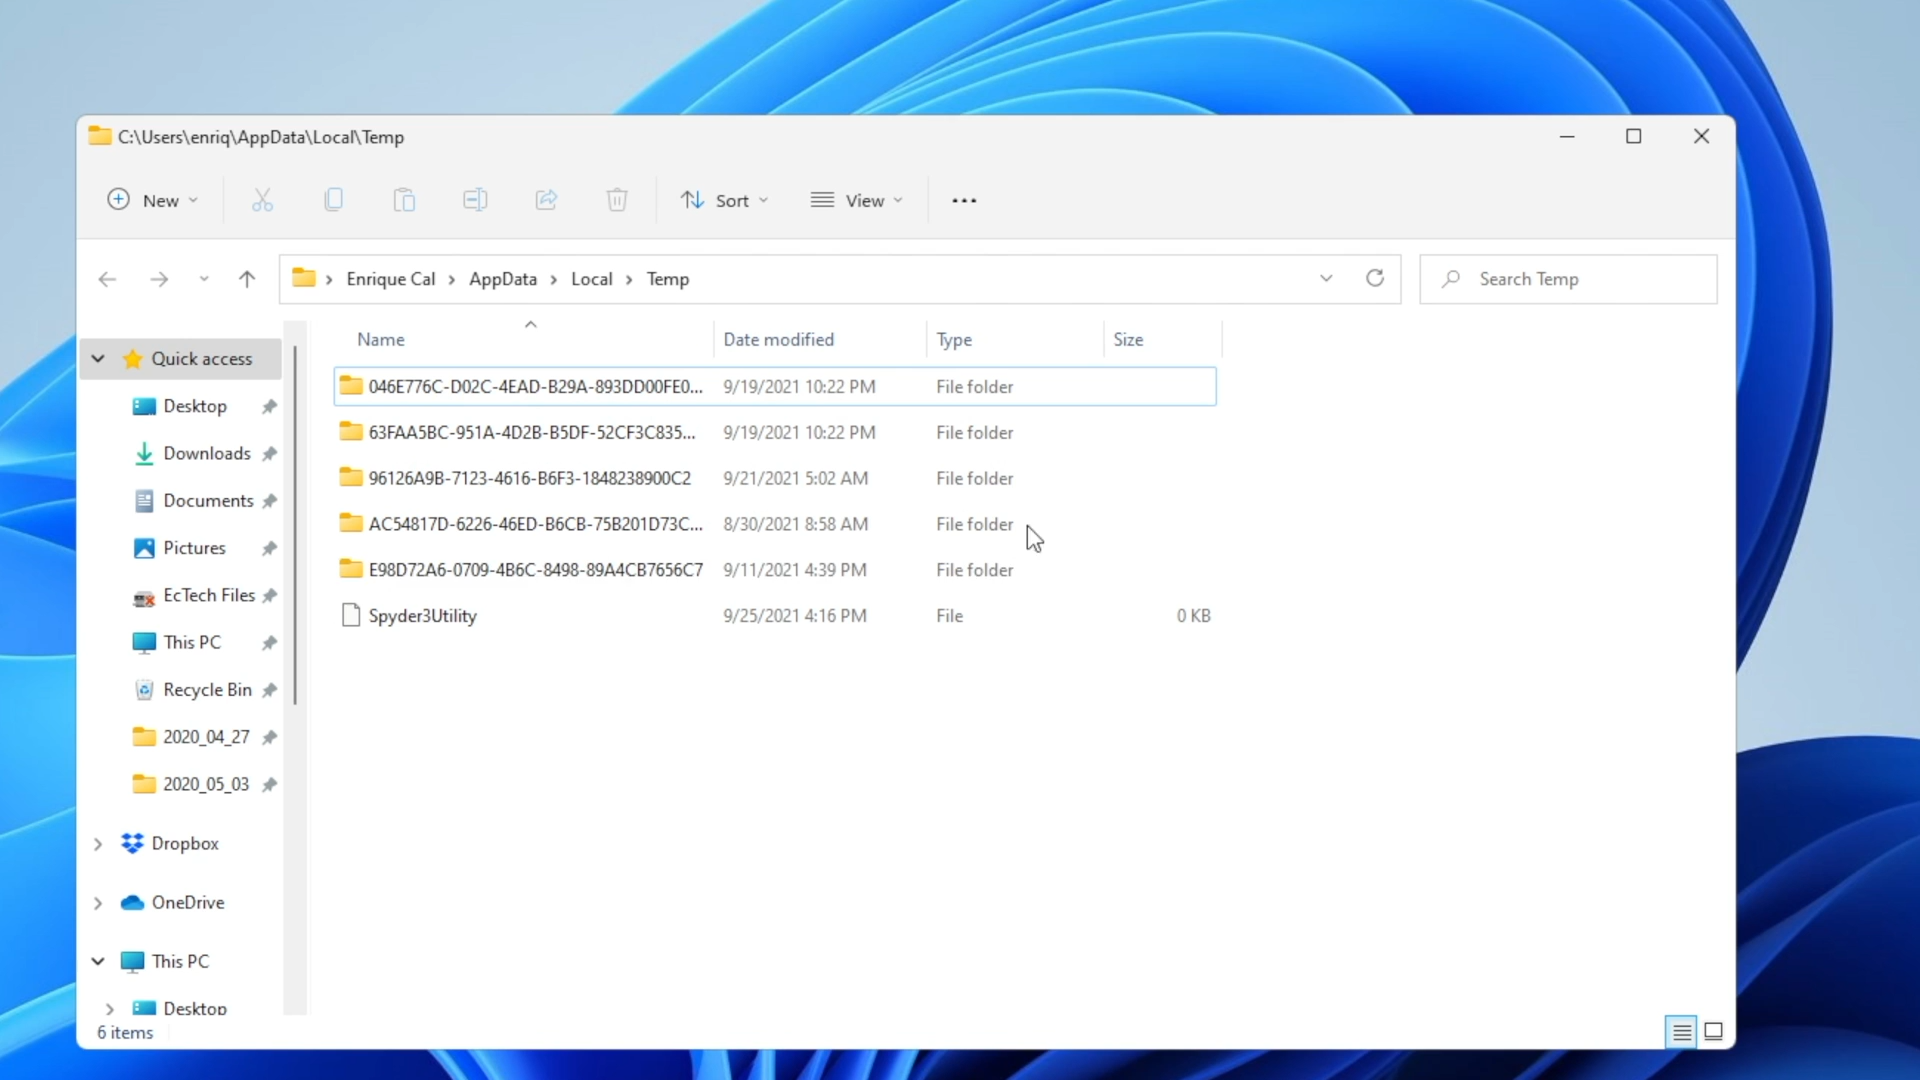 C:\Users\enriq\AppData\Local\Temp
New
Sort
View
Enrique Cal > AppData > Local > Temp
Search Temp
Name Date modified Type Size
Quick access
Desktop
Downloads
Documents
Pictures
EcTech Files
This PC
Recycle Bin
2020_04_27
2020_05_03
Dropbox
OneDrive
This PC
Desktop
046E776C-D02C-4EAD-B29A-893DD00FE0... 9/19/2021 10:22 PM File folder
63FAA5BC-951A-4D2B-B5DF-52CF3C835... 9/19/2021 10:22 PM File folder
96126A9B-7123-4616-B6F3-1848238900C2 9/21/2021 5:02 AM File folder
AC54817D-6226-46ED-B6CB-75B201D73C... 8/30/2021 8:58 AM File folder
E98D72A6-0709-4B6C-8498-89A4CB7656C7 9/11/2021 4:39 PM File folder
Spyder3Utility 9/25/2021 4:16 PM File 0 KB
6 items